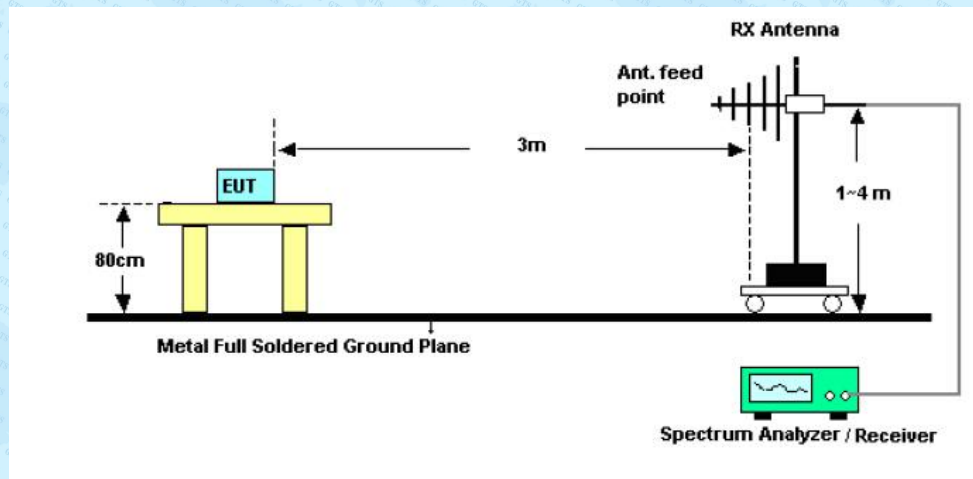 RX Antenna
Ant. feed
point
3m
EUT
1~4 m
80cm
Metal Full Soldered Ground Plane
Spectrum Analyzer / Receiver